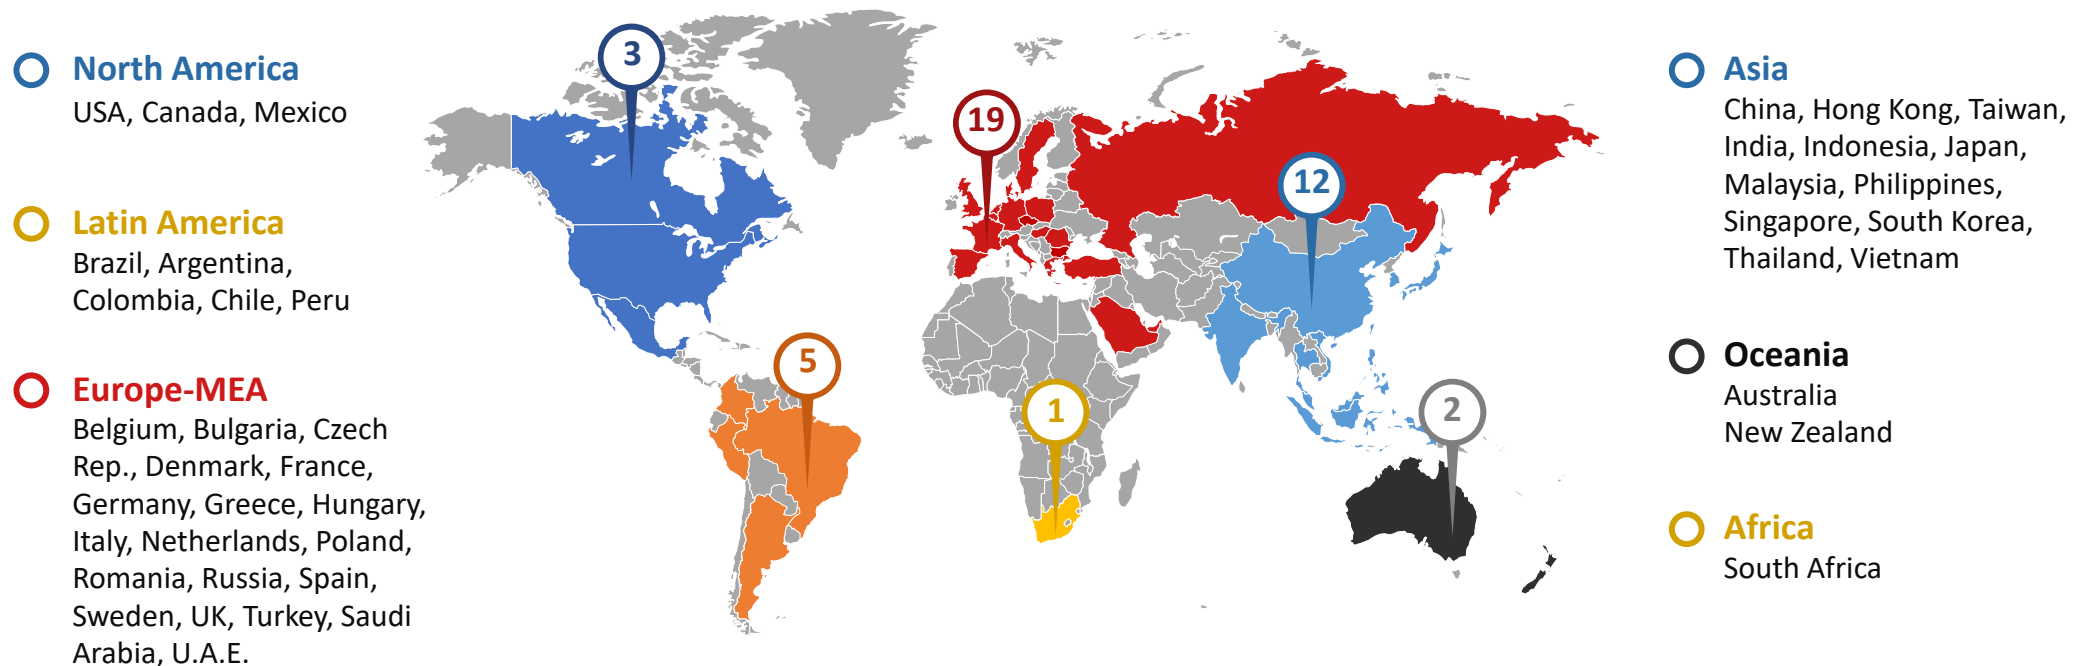 North America
USA, Canada, Mexico
Latin America
Brazil, Argentina,
Colombia, Chile, Peru
Europe-MEA
Belgium, Bulgaria, Czech
Rep., Denmark, France,
Germany, Greece, Hungary,
Italy, Netherlands, Poland,
Romania, Russia, Spain,
Sweden, UK, Turkey, Saudi
Arabia, U.A.E.
3
19
12
5
1
2
Asia
China, Hong Kong, Taiwan,
India, Indonesia, Japan,
Malaysia, Philippines,
Singapore, South Korea,
Thailand, Vietnam
Oceania
Australia
New Zealand
Africa
South Africa